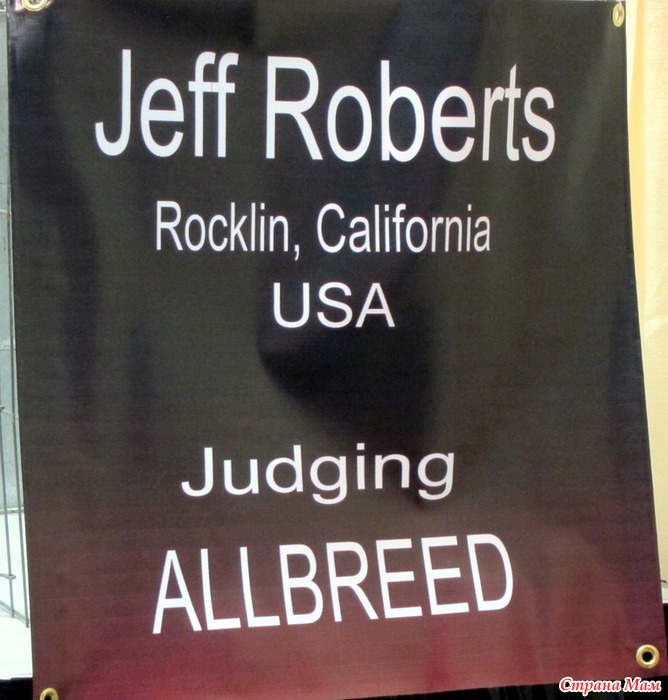 Jeff Roberts
Rocklin, California
USA
Judging
ALLBREED
Страна Мам